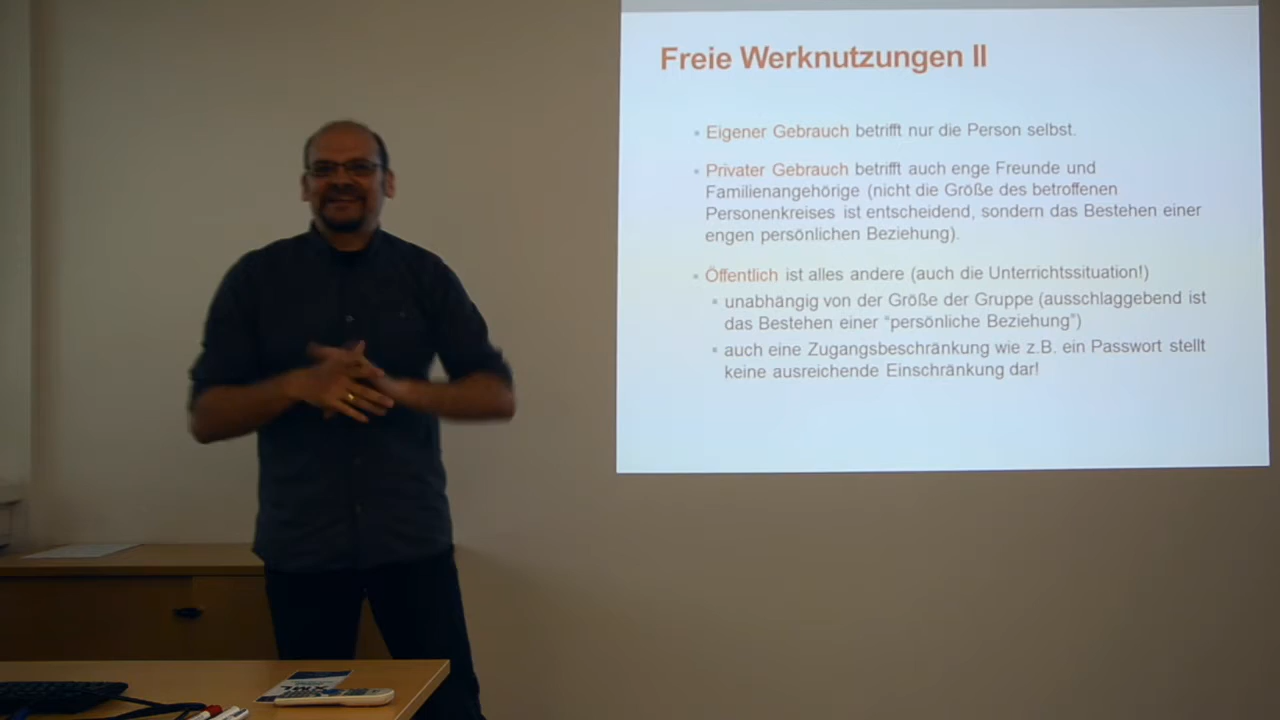 Freie Werknutzungen II
▪ Eigener Gebrauch betrifft nur die Person selbst.
▪ Privater Gebrauch betrifft auch enge Freunde und
Familienangehörige (nicht die Größe des betroffenen
Personenkreises ist entscheidend, sondern das Bestehen einer
engen persönlichen Beziehung).
▪ Öffentlich ist alles andere (auch die Unterrichtssituation!)
▪ unabhängig von der Größe der Gruppe (ausschlaggebend ist
das Bestehen einer “persönliche Beziehung”)
▪ auch eine Zugangsbeschränkung wie z.B. ein Passwort stellt
keine ausreichende Einschränkung dar!